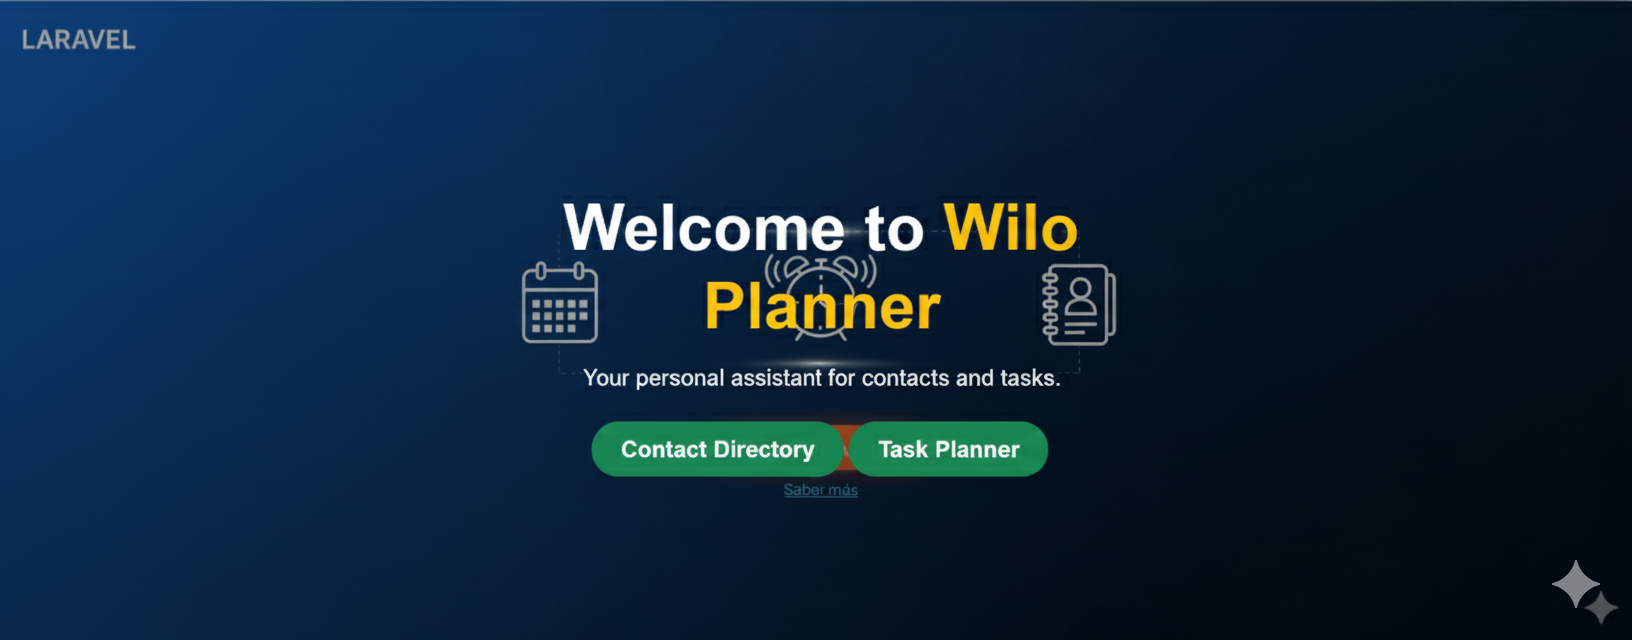 LARAVEL
Welcome to Wilo
Planner
Your personal assistant for contacts and tasks.
Contact Directory
Task Planner
Saber más